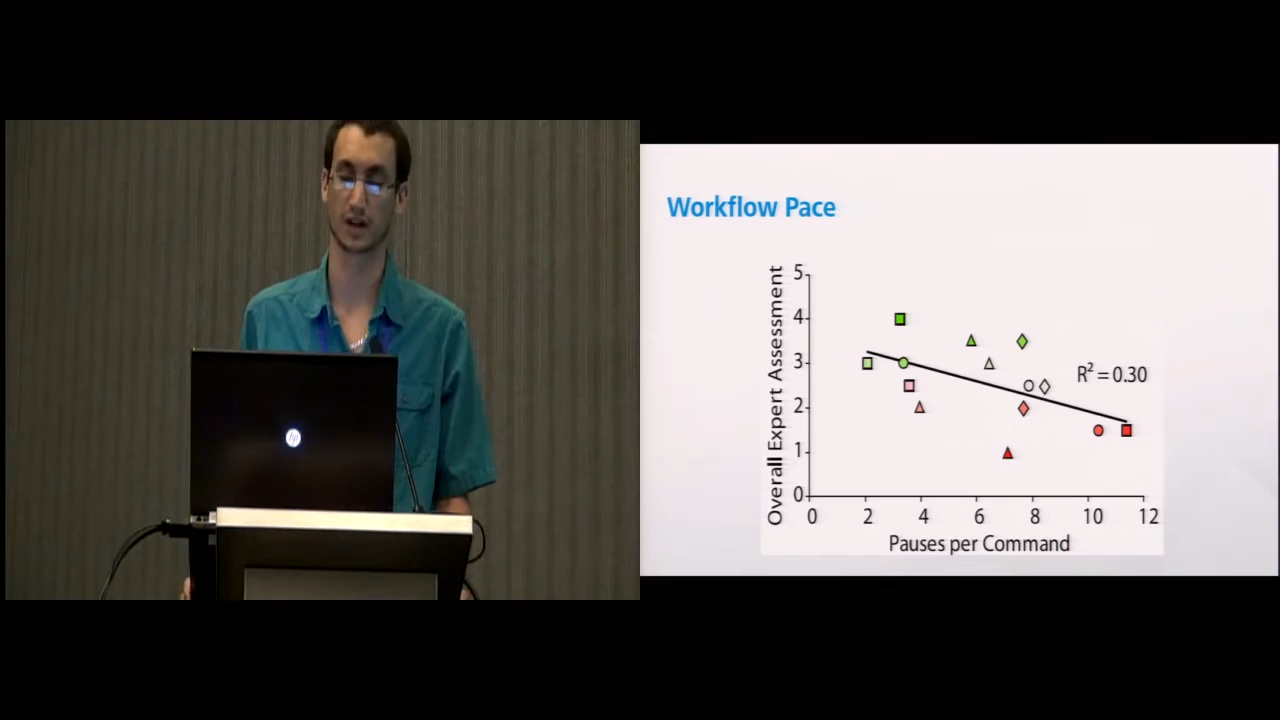 hp
Workflow Pace
Overall Expert Assessment
5
4
3
2
1
0
R² = 0.30
0 2 4 6 8 10 12
Pauses per Command